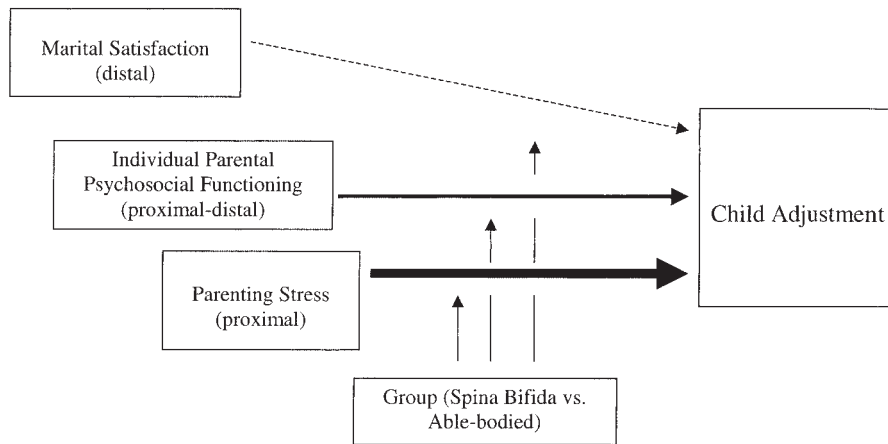 Marital Satisfaction
(distal)
Individual Parental
Psychosocial Functioning
(proximal-distal)
Child Adjustment
Parenting Stress
(proximal)
Group (Spina Bifida vs.
Able-bodied)